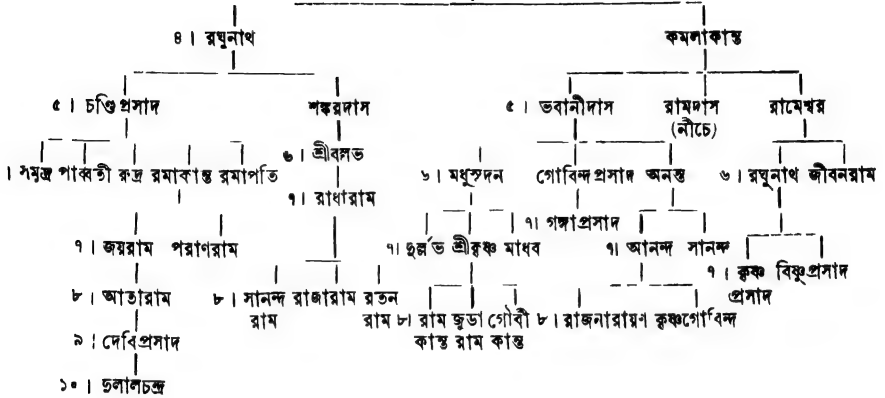 ৪। রঘুনাথ কমলাকান্ত
৫। চণ্ডিপ্রসাদ শঙ্করদাস ৫। ভবানীদাস রামদাস রামেশ্বর
(নীচে)
৬। শ্রীবল্লভ
। সমুদ্র পার্ব্বতী রুদ্র রমাকান্ত রমাপতি ৬। মধুসূদন গোবিন্দপ্রসাদ অনন্ত ৬। রঘুনাথ জীবনরাম
৭। রাধারাম
৭। গঙ্গাপ্রসাদ
৭। জয়রাম পরাণরাম ৭। দুর্ল্লভ শ্রীকৃষ্ণ মাধব ৭। আনন্দ সানন্দ
৭। কৃষ্ণ বিষ্ণুপ্রসাদ
প্রসাদ
৮। আত্মারাম ৮। সানন্দ রাজারাম রতন
রাম রাম ৮। রাম জুড়া গৌরী ৮। রাজনারায়ণ কৃষ্ণগোবিন্দ
কান্ত রাম কান্ত
৯। দেবিপ্রসাদ
১০। দুলালচন্দ্র